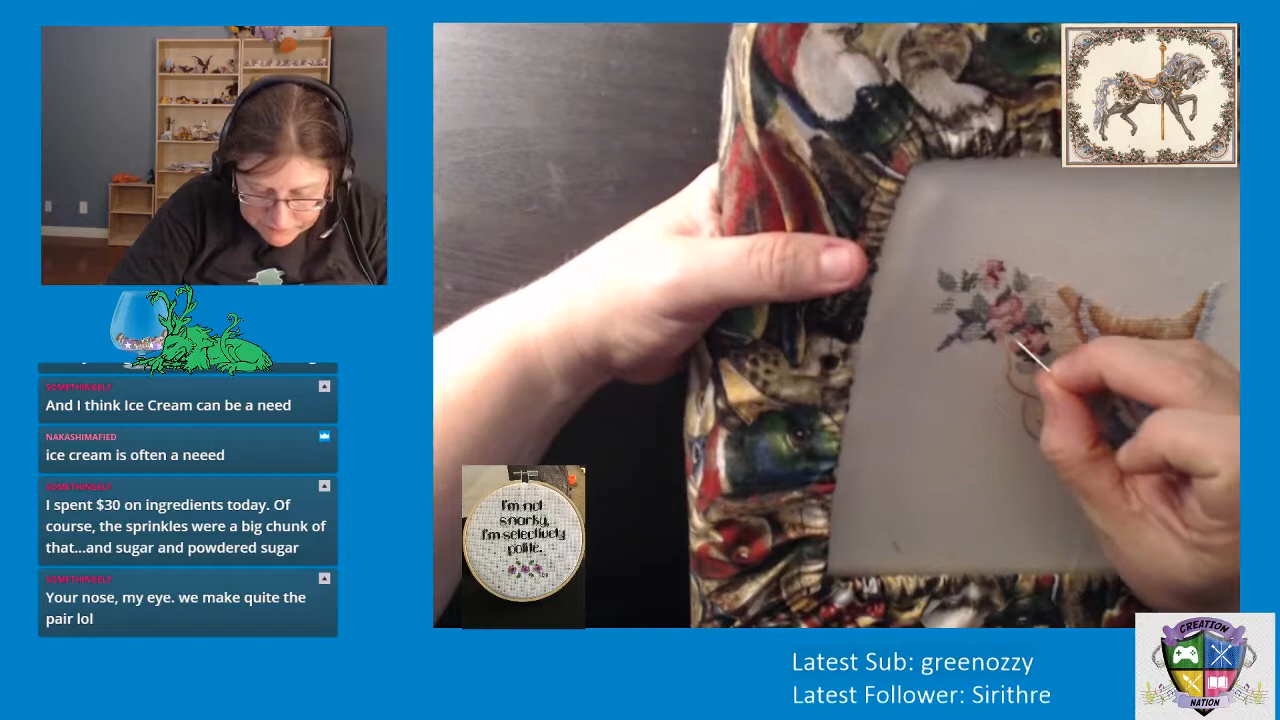 SOMETHINGELF
And I think Ice Cream can be a need
NAKASHIMAFIED
ice cream is often a neeed
SOMETHINGELF
I spent $30 on ingredients today. Of
course, the sprinkles were a big chunk of
that...and sugar and powdered sugar
SOMETHINGELF
Your nose, my eye. we make quite the
pair lol
I'm not
snarky,
I'm selectively
polite.
Latest Sub: greenozzy
Latest Follower: Sirithre
CREATION
NATION